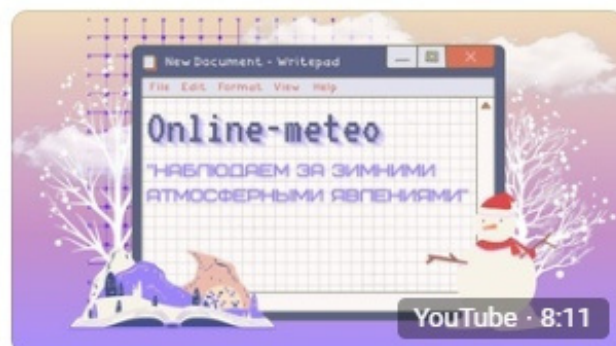 New Document - Writepad
File Edit Format View Help
Online-meteo
"НАБЛЮДАЕМ ЗА ЗИМНИМИ
АТМОСФЕРНЫМИ ЯВЛЕНИЯМИ"
YouTube · 8:11